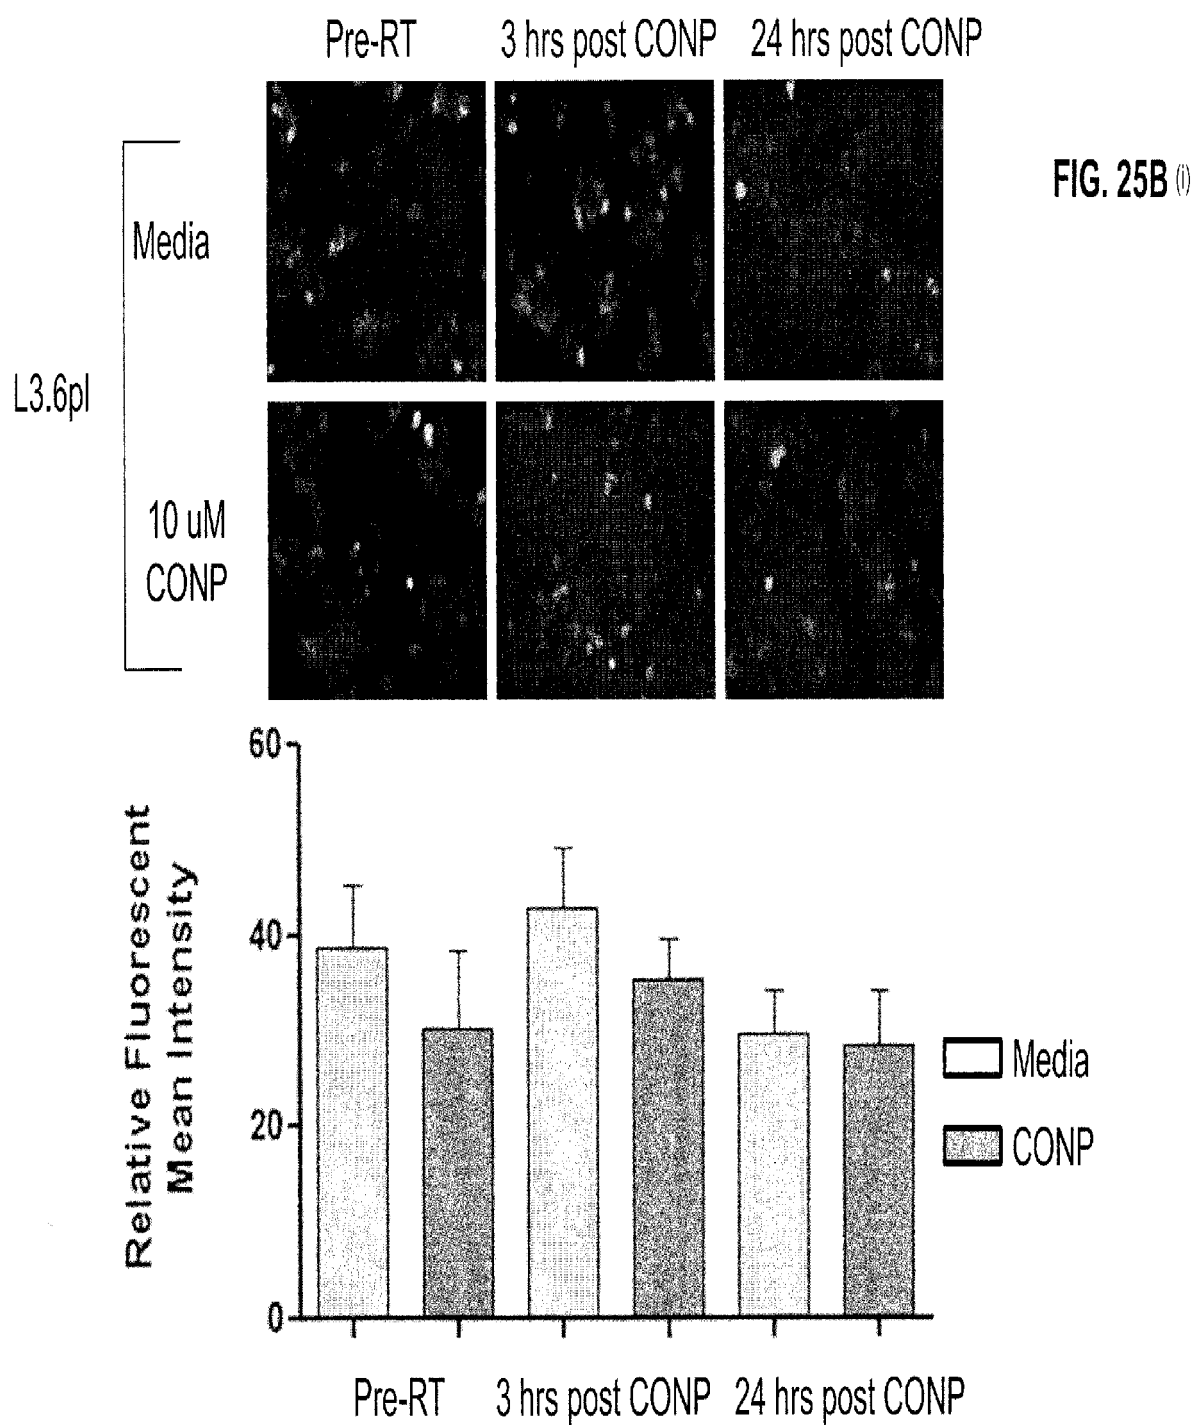 Pre-RT
3 hrs post CONP
24 hrs post CONP
FIG. 25B (i)
L3.6pl
Media
10 uM
CONP
Relative Fluorescent
Mean Intensity
60
40
20
0
Media
CONP
Pre-RT
3 hrs post CONP
24 hrs post CONP